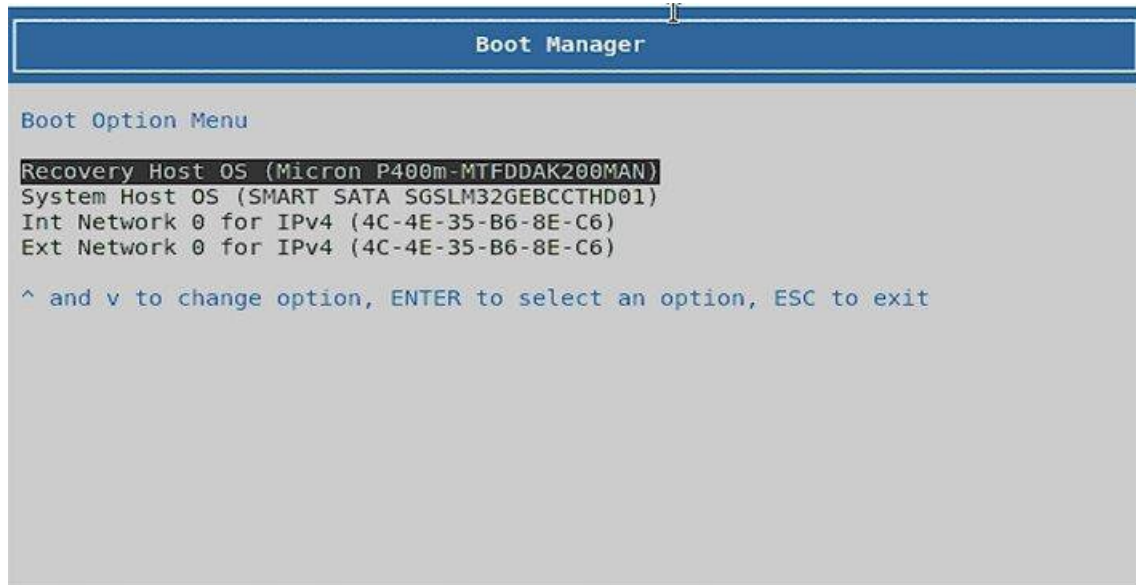 Boot Manager
Boot Option Menu
Recovery Host OS (Micron P400m-MTFDDAK200MAN)
System Host OS (SMART SATA SGSLM32GEBCCTHD01)
Int Network 0 for IPv4 (4C-4E-35-B6-8E-C6)
Ext Network 0 for IPv4 (4C-4E-35-B6-8E-C6)
^ and v to change option, ENTER to select an option, ESC to exit